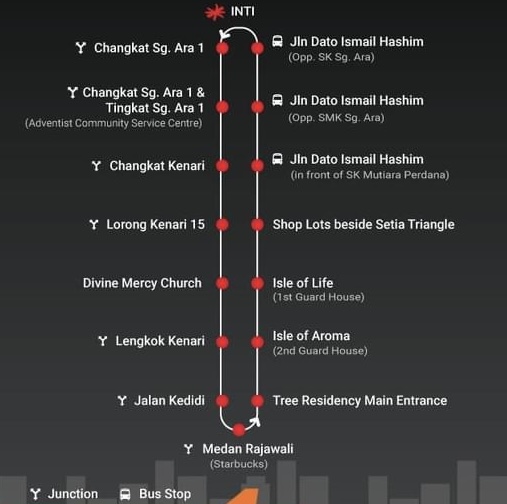 INTI
Changkat Sg. Ara 1
Jln Dato Ismail Hashim
(Opp. SK Sg. Ara)
Changkat Sg. Ara 1 &
Tingkat Sg. Ara 1
(Adventist Community Service Centre)
Jln Dato Ismail Hashim
(Opp. SMK Sg. Ara)
Changkat Kenari
Jln Dato Ismail Hashim
(in front of SK Mutiara Perdana)
Lorong Kenari 15
Shop Lots beside Setia Triangle
Divine Mercy Church
Isle of Life
(1st Guard House)
Lengkok Kenari
Isle of Aroma
(2nd Guard House)
Jalan Kedidi
Tree Residency Main Entrance
Medan Rajawali
(Starbucks)
Junction
Bus Stop